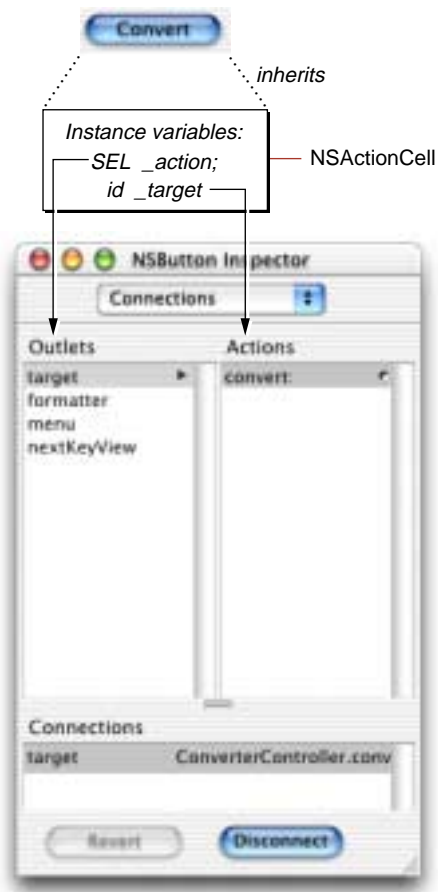 Convert
inherits
Instance variables:
SEL _action;
NSActionCell
id _target
NSButton Inspector
Connections
Outlets Actions
target convert:
formatter
menu
nextKeyView
Connections
target ConverterController.conv
Revert Disconnect